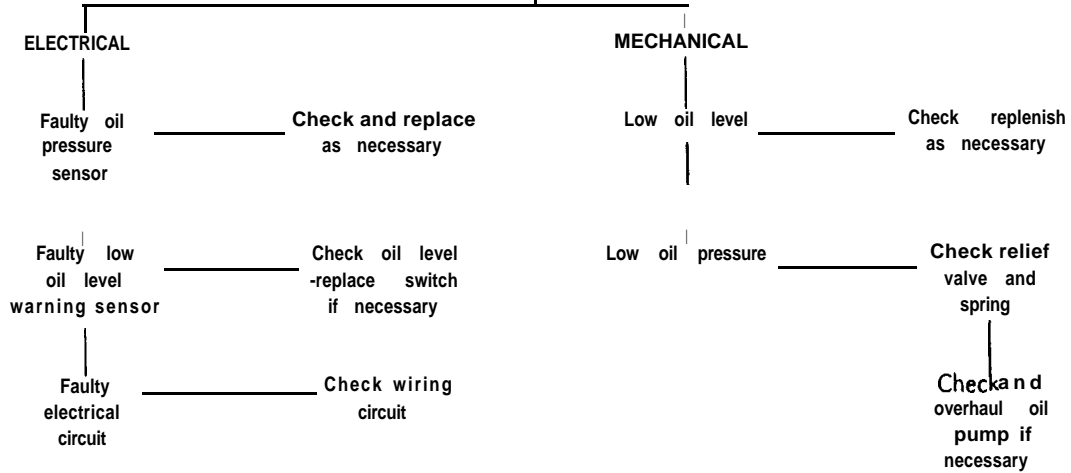 ELECTRICAL
Faulty oil
pressure
sensor
Check and replace
as necessary
Faulty low
oil level
warning sensor
Check oil level
-replace switch
if necessary
Faulty
electrical
circuit
Check wiring
circuit
MECHANICAL
Low oil level
Check replenish
as necessary
Low oil pressure
Check relief
valve and
spring
Check and
overhaul oil
pump if
necessary